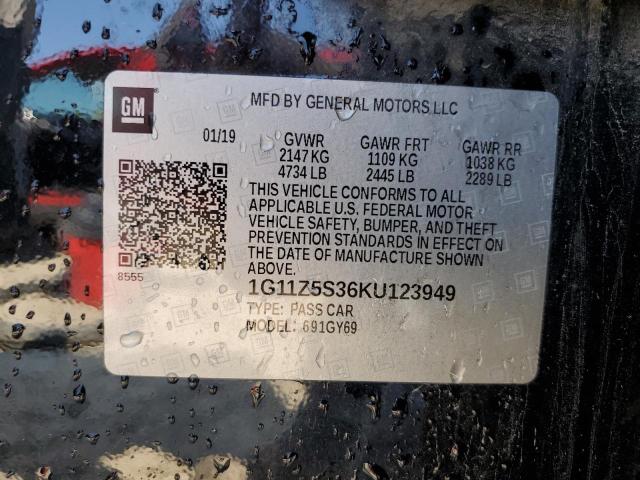 GM
MFD BY GENERAL MOTORS LLC
01/19 GVWR GAWR FRT GAWR RR
2147 KG 1109 KG 1038 KG
4734 LB 2445 LB 2289 LB
THIS VEHICLE CONFORMS TO ALL
APPLICABLE U.S. FEDERAL MOTOR
VEHICLE SAFETY, BUMPER, AND THEFT
PREVENTION STANDARDS IN EFFECT ON
THE DATE OF MANUFACTURE SHOWN
ABOVE.
8555
1G11Z5S36KU123949
TYPE: PASS CAR
MODEL: 691GY69